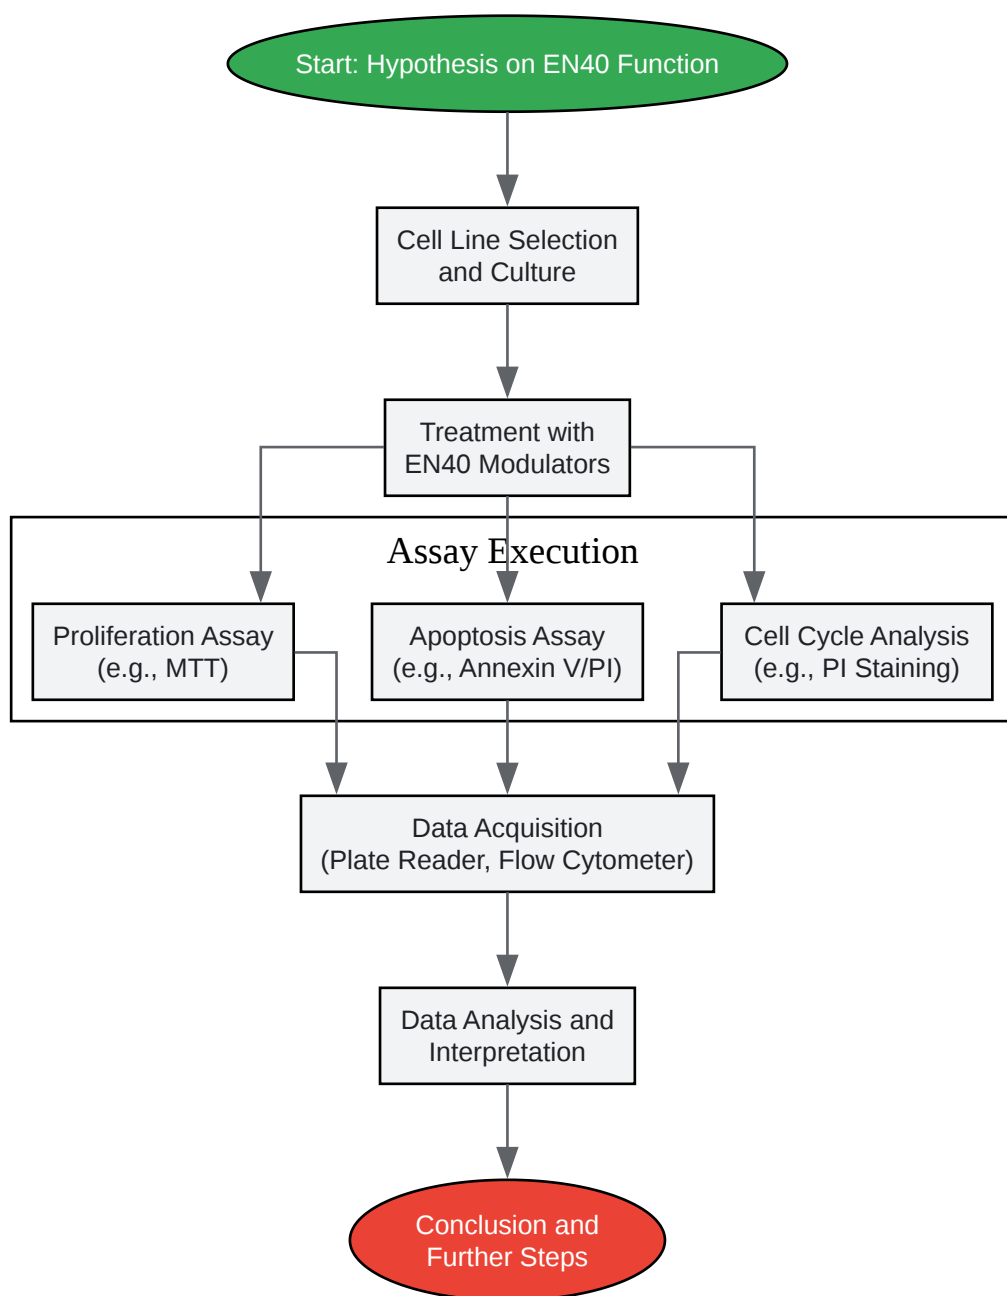 Start: Hypothesis on EN40 Function
Cell Line Selection
and Culture
Treatment with
EN40 Modulators
Assay Execution
Proliferation Assay
(e.g., MTT)
Apoptosis Assay
(e.g., Annexin V/PI)
Cell Cycle Analysis
(e.g., PI Staining)
Data Acquisition
(Plate Reader, Flow Cytometer)
Data Analysis and
Interpretation
Conclusion and
Further Steps